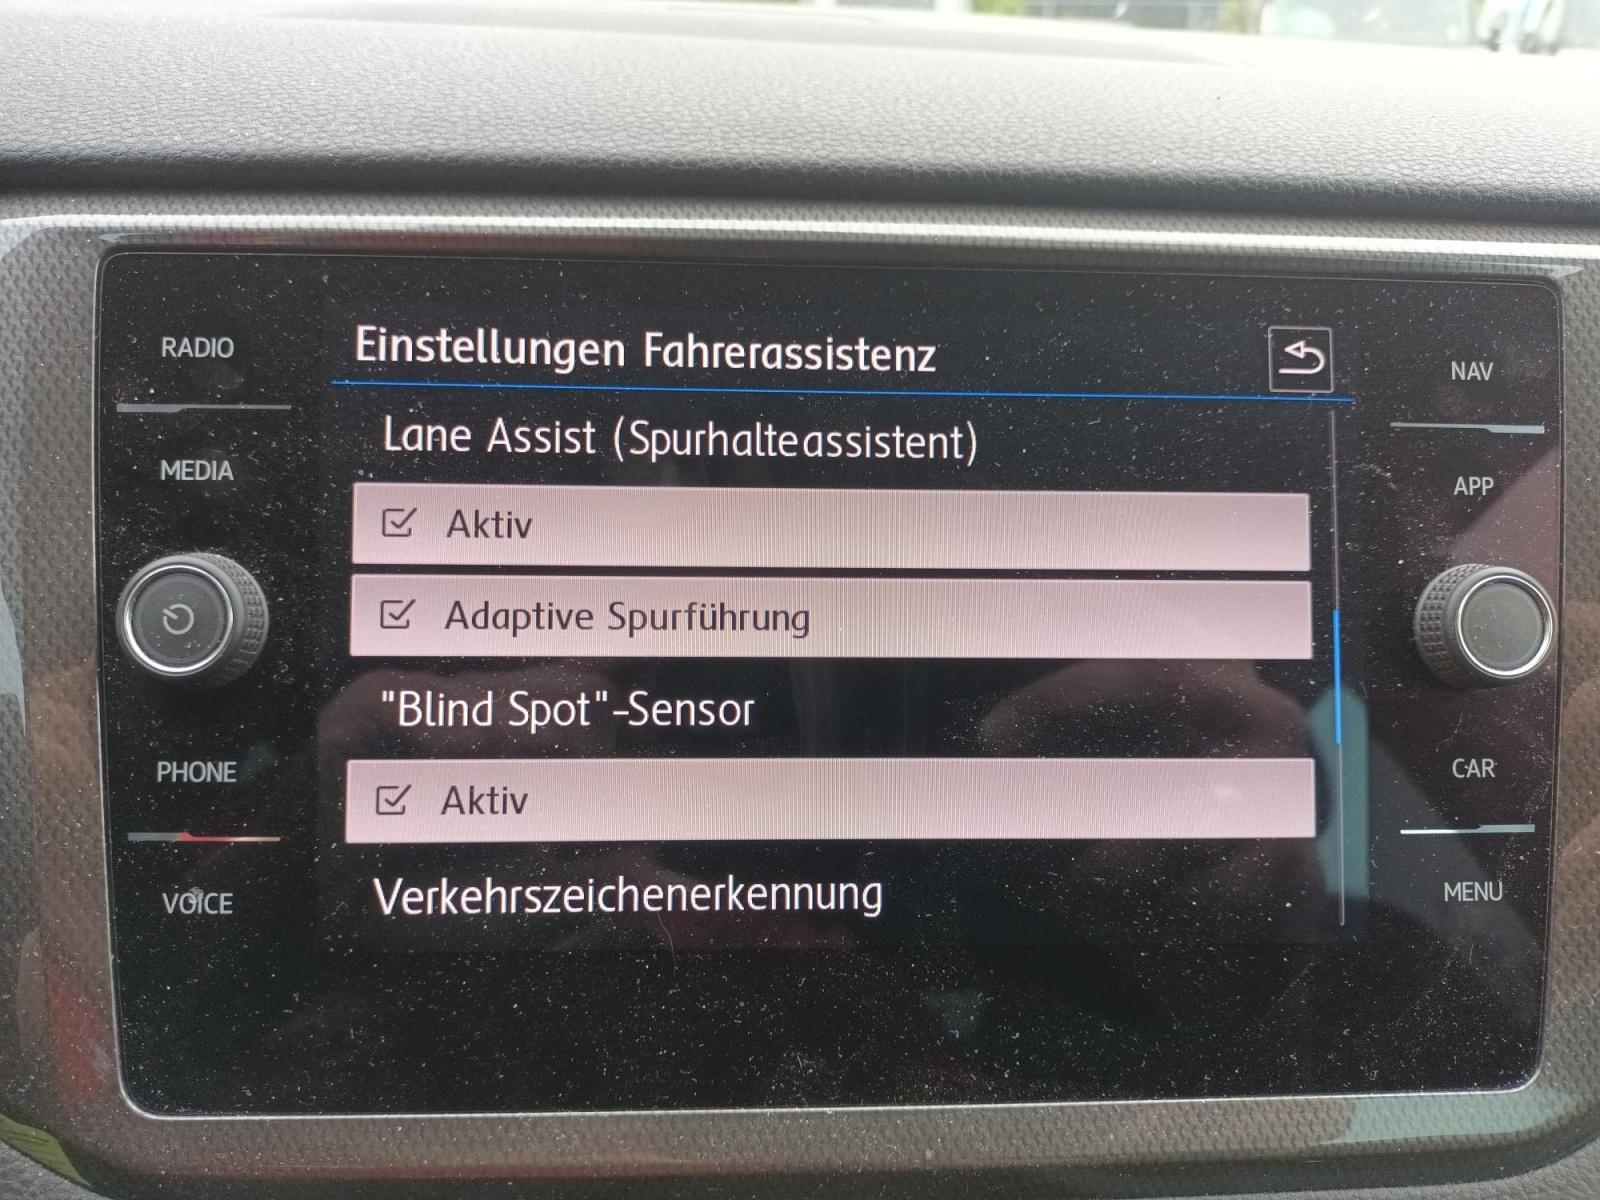 Einstellungen Fahrerassistenz
Lane Assist (Spurhalteassistent)
Aktiv
Adaptive Spurführung
"Blind Spot"-Sensor
Aktiv
Verkehrszeichenerkennung
RADIO
MEDIA
PHONE
VOICE
NAV
APP
CAR
MENU